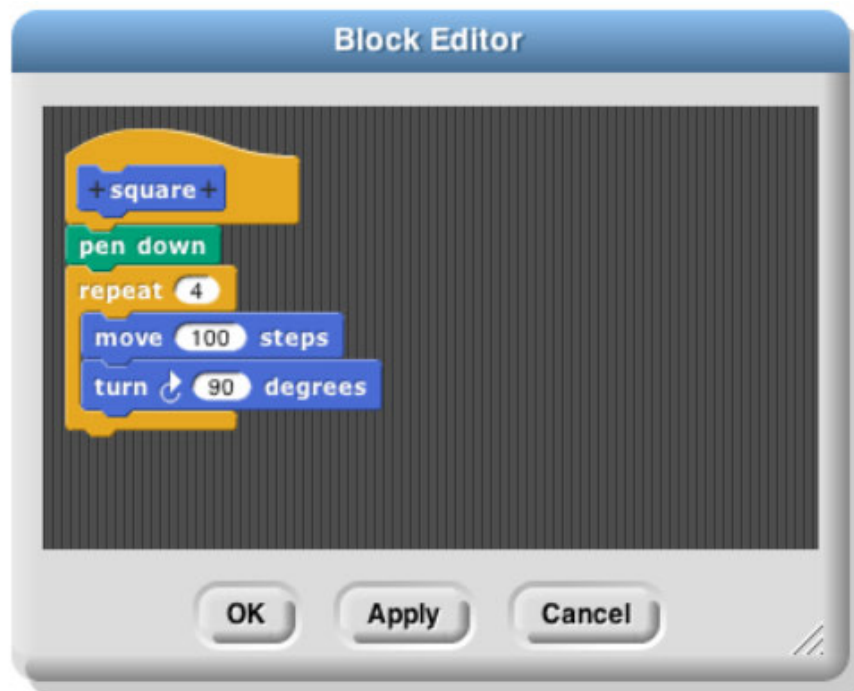 Block Editor
+square+
pen down
repeat 4
move 100 steps
turn 90 degrees
OK Apply Cancel